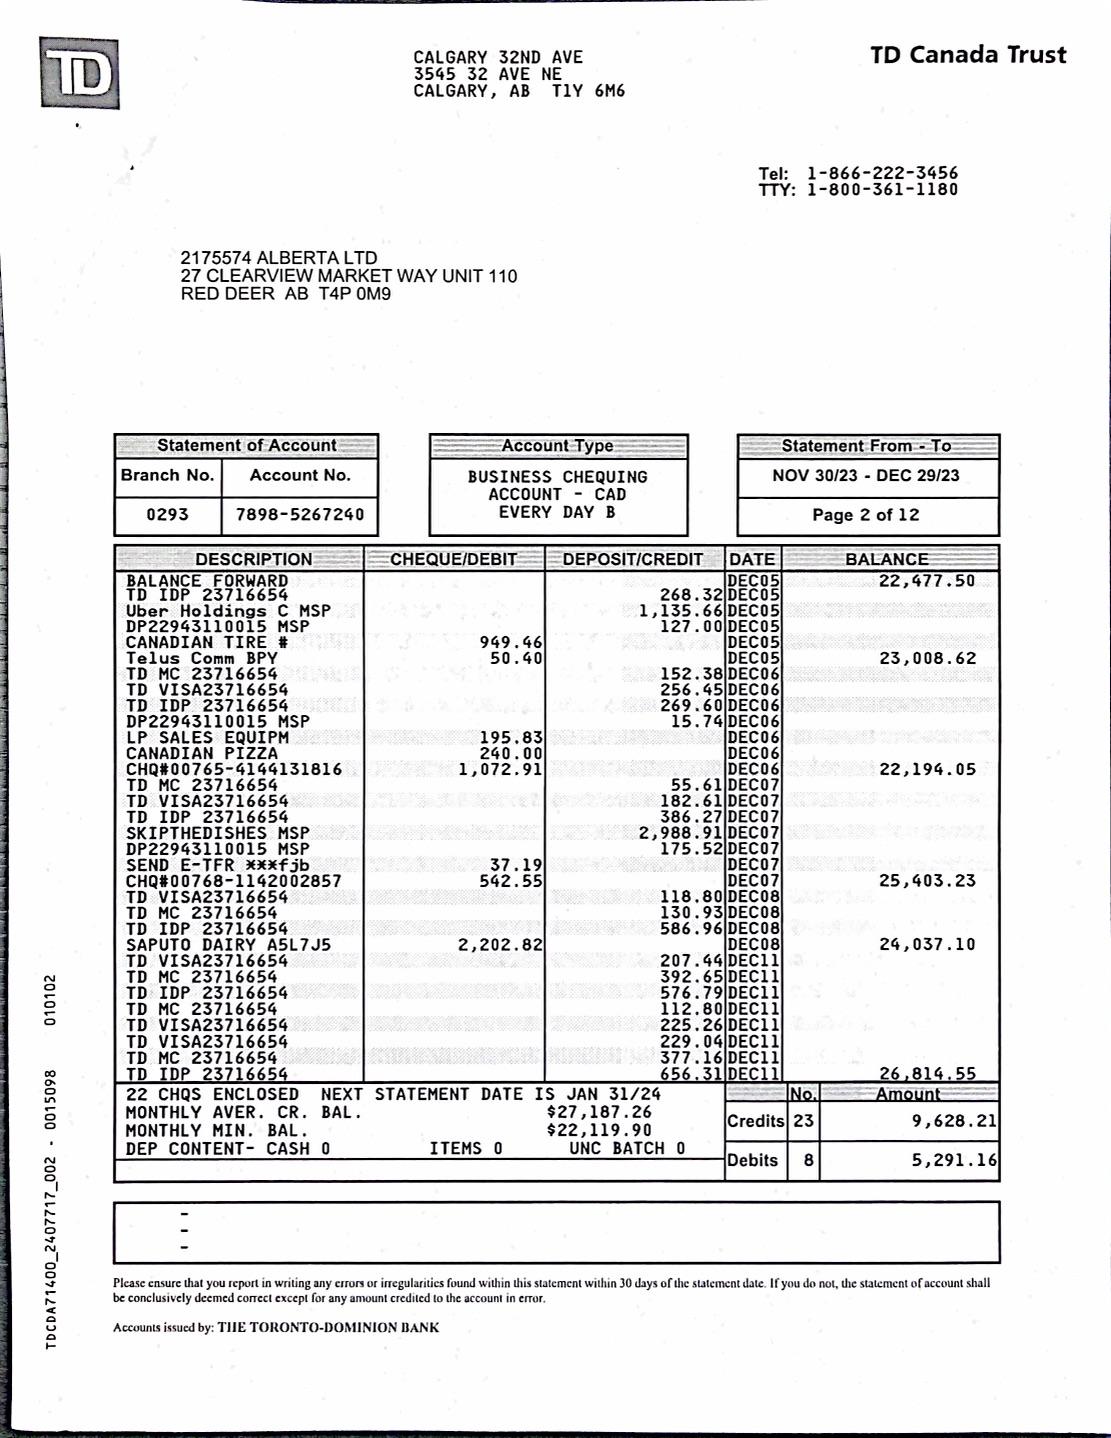 TD
CALGARY 32ND AVE
3545 32 AVE NE
CALGARY, AB T1Y 6M6
TD Canada Trust
Tel: 1-866-222-3456
TTY: 1-800-361-1180
2175574 ALBERTA LTD
27 CLEARVIEW MARKET WAY UNIT 110
RED DEER AB T4P 0M9
Statement of Account
Branch No. Account No.
0293 7898-5267240
Account Type
BUSINESS CHEQUING
ACCOUNT - CAD
EVERY DAY B
Statement From - To
NOV 30/23 - DEC 29/23
Page 2 of 12
DESCRIPTION CHEQUE/DEBIT DEPOSIT/CREDIT DATE BALANCE
BALANCE FORWARD DEC05 22,477.50
TD IDP 23716654 268.32 DEC05
Uber Holdings C MSP 1,135.66 DEC05
DP22943110015 MSP 127.00 DEC05
CANADIAN TIRE # 949.46 DEC05
Telus Comm BPY 50.40 DEC05 23,008.62
TD MC 23716654 152.38 DEC06
TD VISA23716654 256.45 DEC06
TD IDP 23716654 269.60 DEC06
DP22943110015 MSP 15.74 DEC06
LP SALES EQUIPM 195.83 DEC06
CANADIAN PIZZA 240.00 DEC06
CHQ#00765-4144131816 1,072.91 DEC06 22,194.05
TD MC 23716654 55.61 DEC07
TD VISA23716654 182.61 DEC07
TD IDP 23716654 386.27 DEC07
SKIPTHEDISHES MSP 2,988.91 DEC07
DP22943110015 MSP 175.52 DEC07
SEND E-TFR ***fjb 37.19 DEC07
CHQ#00768-1142002857 542.55 DEC07 25,403.23
TD VISA23716654 118.80 DEC08
TD MC 23716654 130.93 DEC08
TD IDP 23716654 586.96 DEC08
SAPUTO DAIRY A5L7J5 2,202.82 DEC08 24,037.10
TD VISA23716654 207.44 DEC11
TD MC 23716654 392.65 DEC11
TD IDP 23716654 576.79 DEC11
TD MC 23716654 112.80 DEC11
TD VISA23716654 225.26 DEC11
TD VISA23716654 229.04 DEC11
TD MC 23716654 377.16 DEC11
TD IDP 23716654 656.31 DEC11 26,814.55
22 CHQS ENCLOSED NEXT STATEMENT DATE IS JAN 31/24
MONTHLY AVER. CR. BAL. $27,187.26
MONTHLY MIN. BAL. $22,119.90
DEP CONTENT- CASH 0 ITEMS 0 UNC BATCH 0
No. Amount
Credits 23 9,628.21
Debits 8 5,291.16
-
-
-
Please ensure that you report in writing any errors or irregularities found within this statement within 30 days of the statement date. If you do not, the statement of account shall
be conclusively deemed correct except for any amount credited to the account in error.
Accounts issued by: THE TORONTO-DOMINION BANK
TDCDA71400_2407717_002 - 0015098 010102